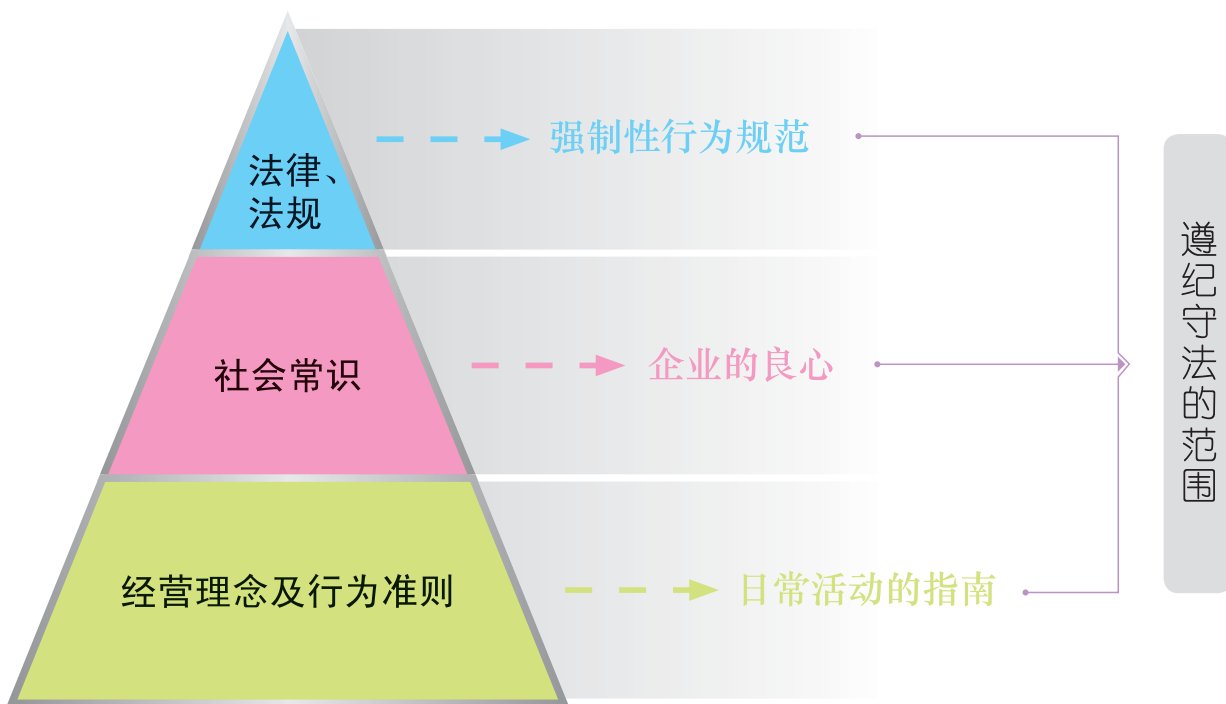 法律、
法规
强制性行为规范
社会常识
企业的良心
经营理念及行为准则
日常活动的指南
遵纪守法的范围